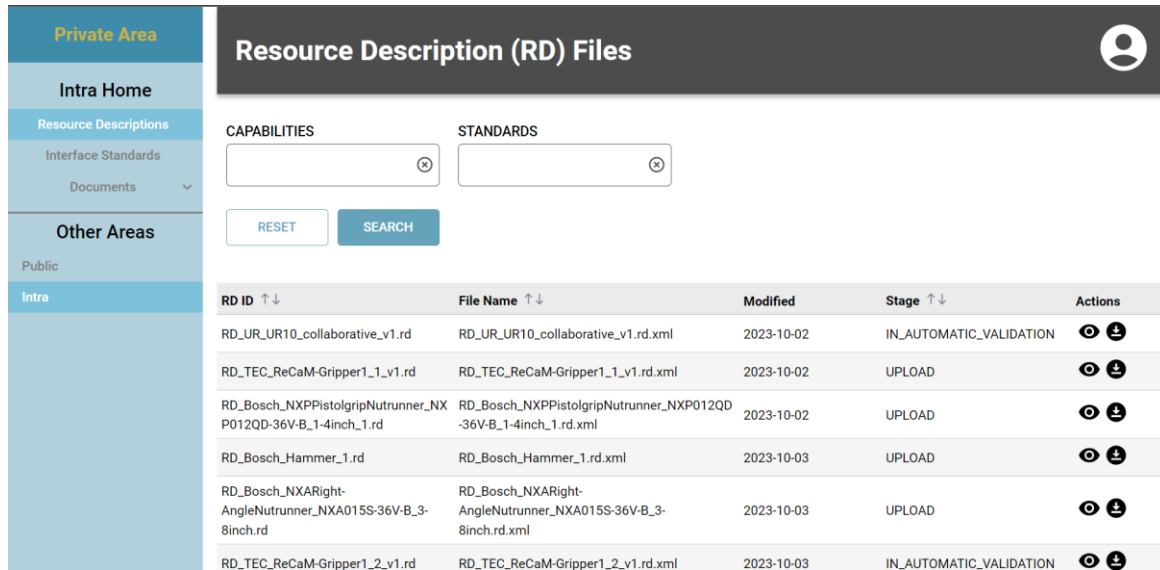 Private Area
Resource Description (RD) Files
Intra Home
Resource Descriptions
Interface Standards
Documents
Other Areas
Public
Intra
CAPABILITIES
STANDARDS
RESET
SEARCH
RD ID ↑↓ File Name ↑↓ Modified Stage ↑↓ Actions
RD_UR_UR10_collaborative_v1.rd RD_UR_UR10_collaborative_v1.rd.xml 2023-10-02 IN_AUTOMATIC_VALIDATION
RD_TEC_ReCaM-Gripper1_1_v1.rd RD_TEC_ReCaM-Gripper1_1_v1.rd.xml 2023-10-02 UPLOAD
RD_Bosch_NXPPistolgripNutrunner_NX RD_Bosch_NXPPistolgripNutrunner_NXP012QD
P012QD-36V-B_1-4inch_1.rd -36V-B_1-4inch_1.rd.xml 2023-10-02 UPLOAD
RD_Bosch_Hammer_1.rd RD_Bosch_Hammer_1.rd.xml 2023-10-03 UPLOAD
RD_Bosch_NXARight- RD_Bosch_NXARight-
AngleNutrunner_NXA015S-36V-B_3- AngleNutrunner_NXA015S-36V-B_3- 2023-10-03 UPLOAD
8inch.rd 8inch.rd.xml
RD_TEC_ReCaM-Gripper1_2_v1.rd RD_TEC_ReCaM-Gripper1_2_v1.rd.xml 2023-10-03 IN_AUTOMATIC_VALIDATION